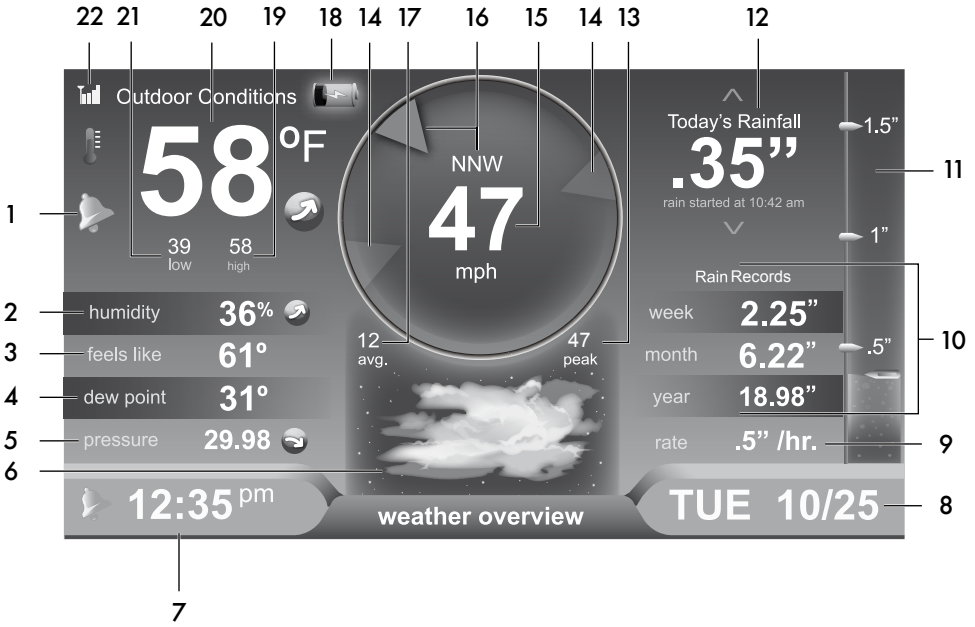 22 21 20 19 18 14 17 16 15 14 13 12
Outdoor Conditions
58°F
39 low
58 high
1
2
humidity 36%
3
feels like 61°
4
dew point 31°
5
pressure 29.98
6
12:35 pm
7
NNW
47
mph
12 avg.
47 peak
weather overview
Today's Rainfall
.35”
rain started at 10:42 am
Rain Records
week 2.25”
month 6.22”
year 18.98”
rate .5” /hr.
1.5”
1”
.5”
11
10
9
TUE 10/25
8